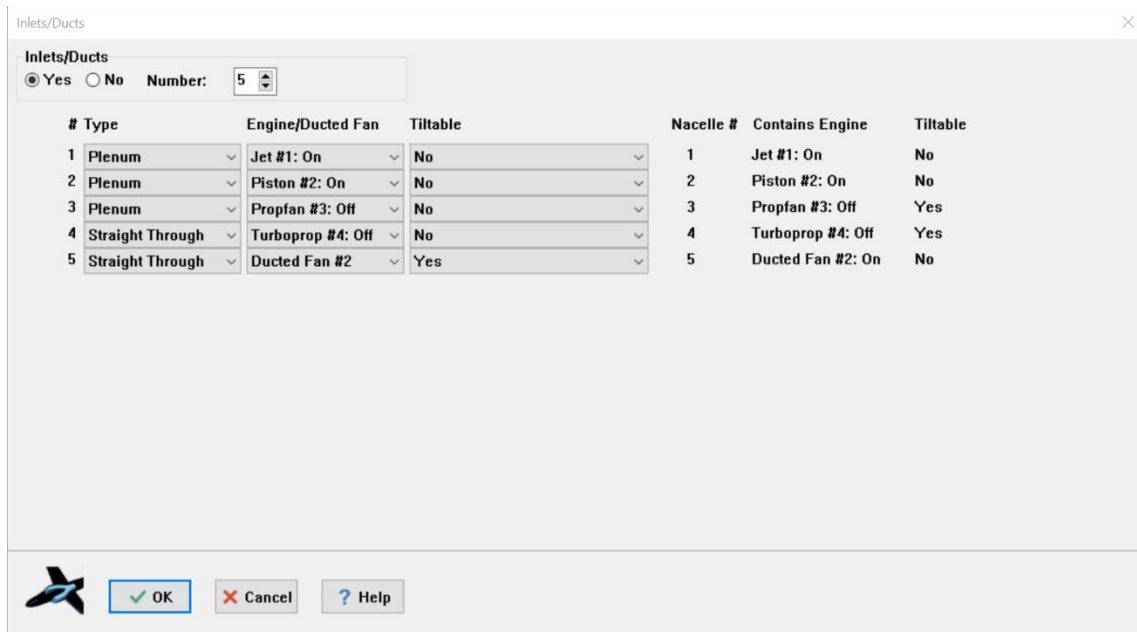 Inlets/Ducts
Inlets/Ducts
Yes No Number: 5
# Type Engine/Ducted Fan Tiltable Nacelle # Contains Engine Tiltable
1 Plenum Jet #1: On No 1 Jet #1: On No
2 Plenum Piston #2: On No 2 Piston #2: On No
3 Plenum Propfan #3: Off No 3 Propfan #3: Off Yes
4 Straight Through Turboprop #4: Off No 4 Turboprop #4: Off Yes
5 Straight Through Ducted Fan #2 Yes 5 Ducted Fan #2: On No
OK Cancel ? Help